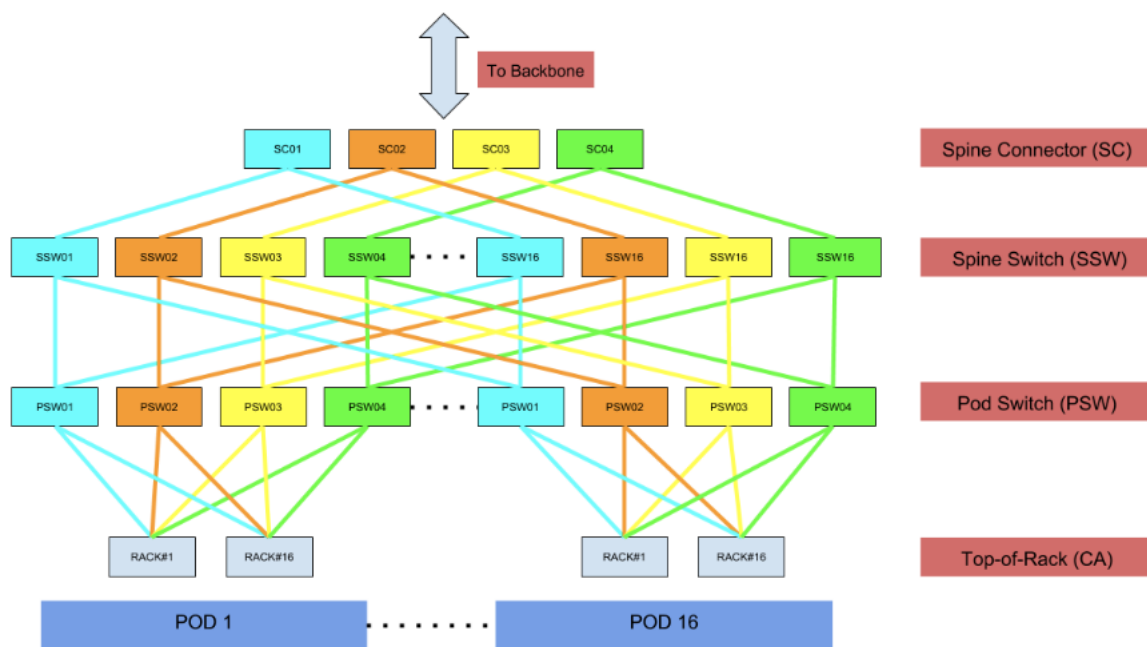 To Backbone
SC01 SC02 SC03 SC04 Spine Connector (SC)
SSW01 SSW02 SSW03 SSW04 SSW16 SSW16 SSW16 SSW16 Spine Switch (SSW)
PSW01 PSW02 PSW03 PSW04 PSW01 PSW02 PSW03 PSW04 Pod Switch (PSW)
RACK#1 RACK#16 RACK#1 RACK#16 Top-of-Rack (CA)
POD 1 POD 16